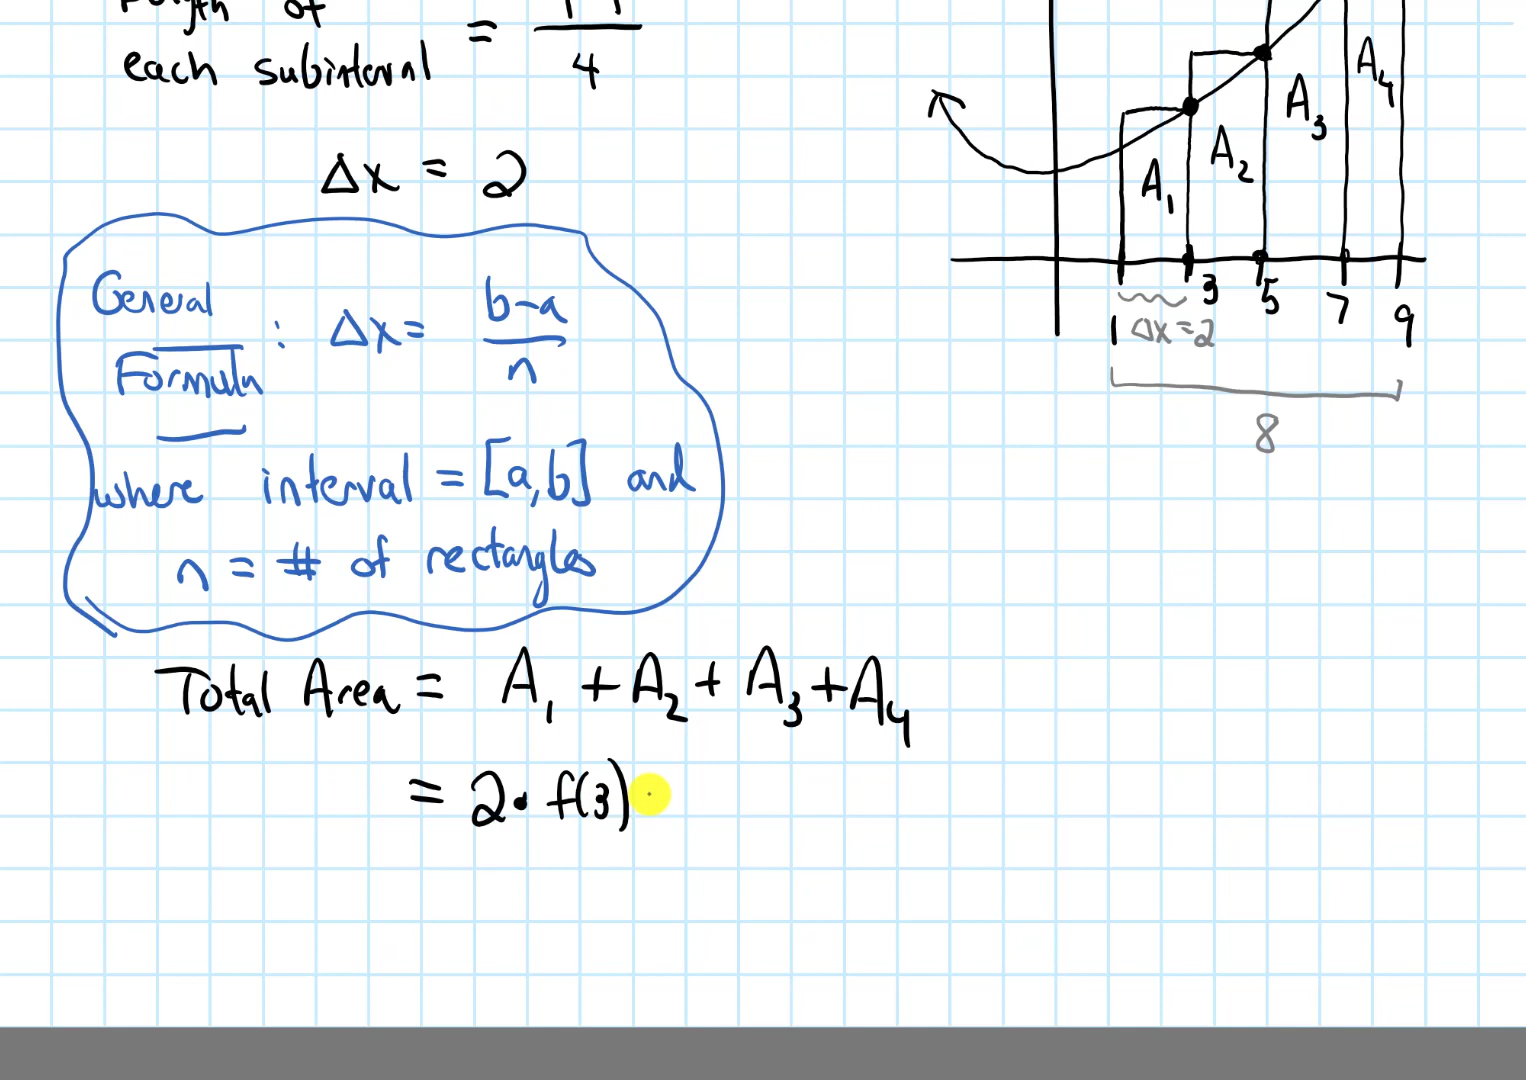 of
each subinterval = 4
Δx = 2
General
Formula : Δx = b-a / n
where interval = [a,b] and
n = # of rectangles
Total Area = A₁ + A₂ + A₃ + A₄
= 2 · f(3)
A₁ A₂ A₃ A₄
1 3 5 7 9
Δx = 2
8